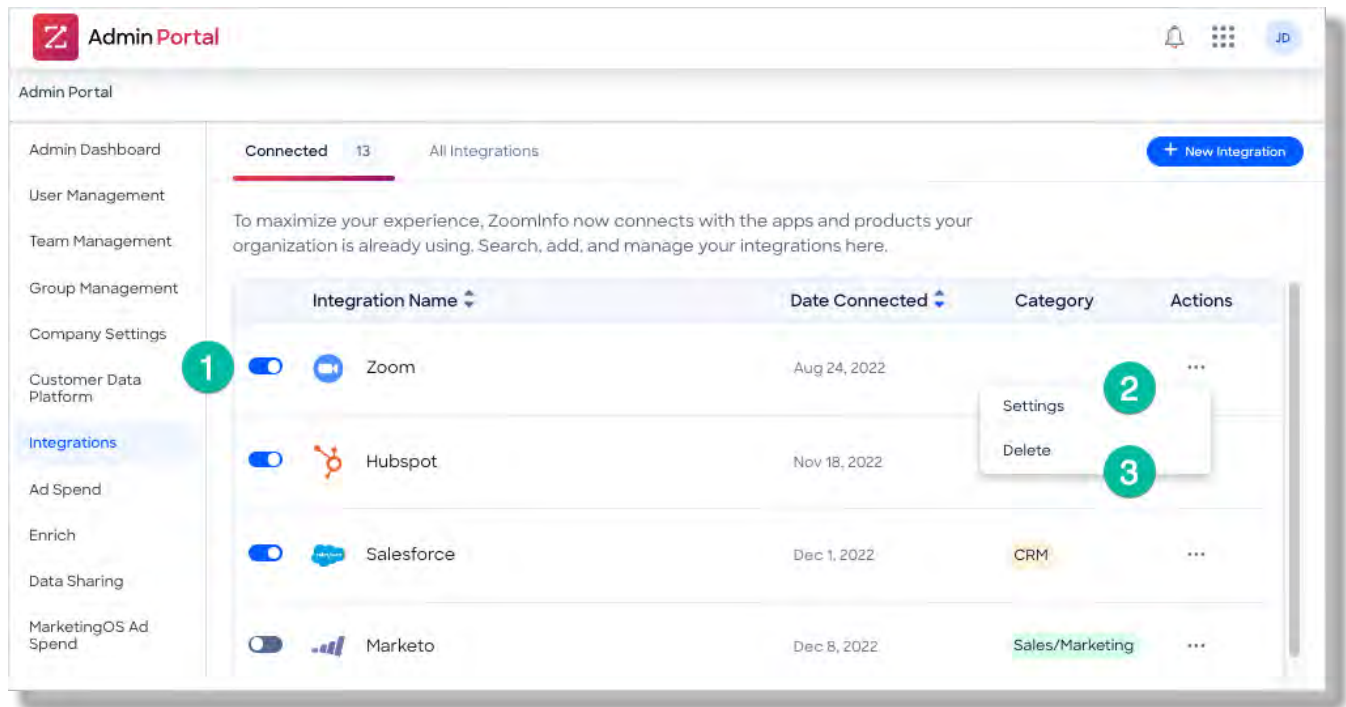 Admin Portal
JD
Admin Portal
Admin Dashboard
User Management
Team Management
Group Management
Company Settings
Customer Data
Platform
Integrations
Ad Spend
Enrich
Data Sharing
MarketingOS Ad
Spend
Connected 13 All Integrations
+ New Integration
To maximize your experience, ZoomInfo now connects with the apps and products your
organization is already using. Search, add, and manage your integrations here.
Integration Name Date Connected Category Actions
1 Zoom Aug 24, 2022 ...
Settings 2
Delete 3
Hubspot Nov 18, 2022
Salesforce Dec 1, 2022 CRM ...
Marketo Dec 8, 2022 Sales/Marketing ...